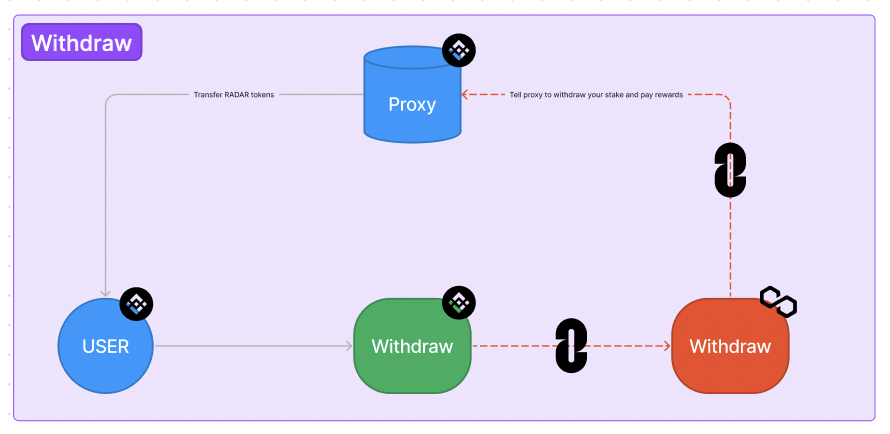 Withdraw
Proxy
Transfer RADAR tokens
Tell proxy to withdraw your stake and pay rewards
USER
Withdraw
Withdraw